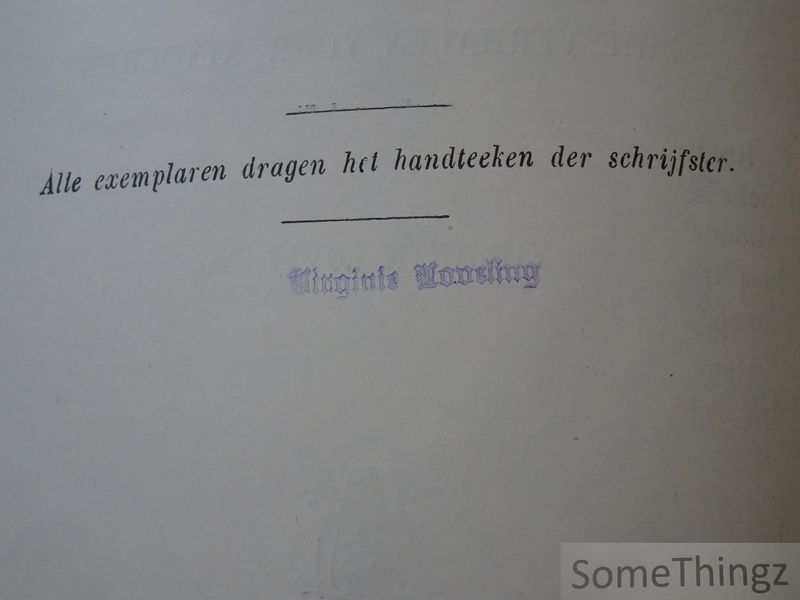 Alle exemplaren dragen het handteeken der schrijfster.
Virginie Loveling
SomeThingz